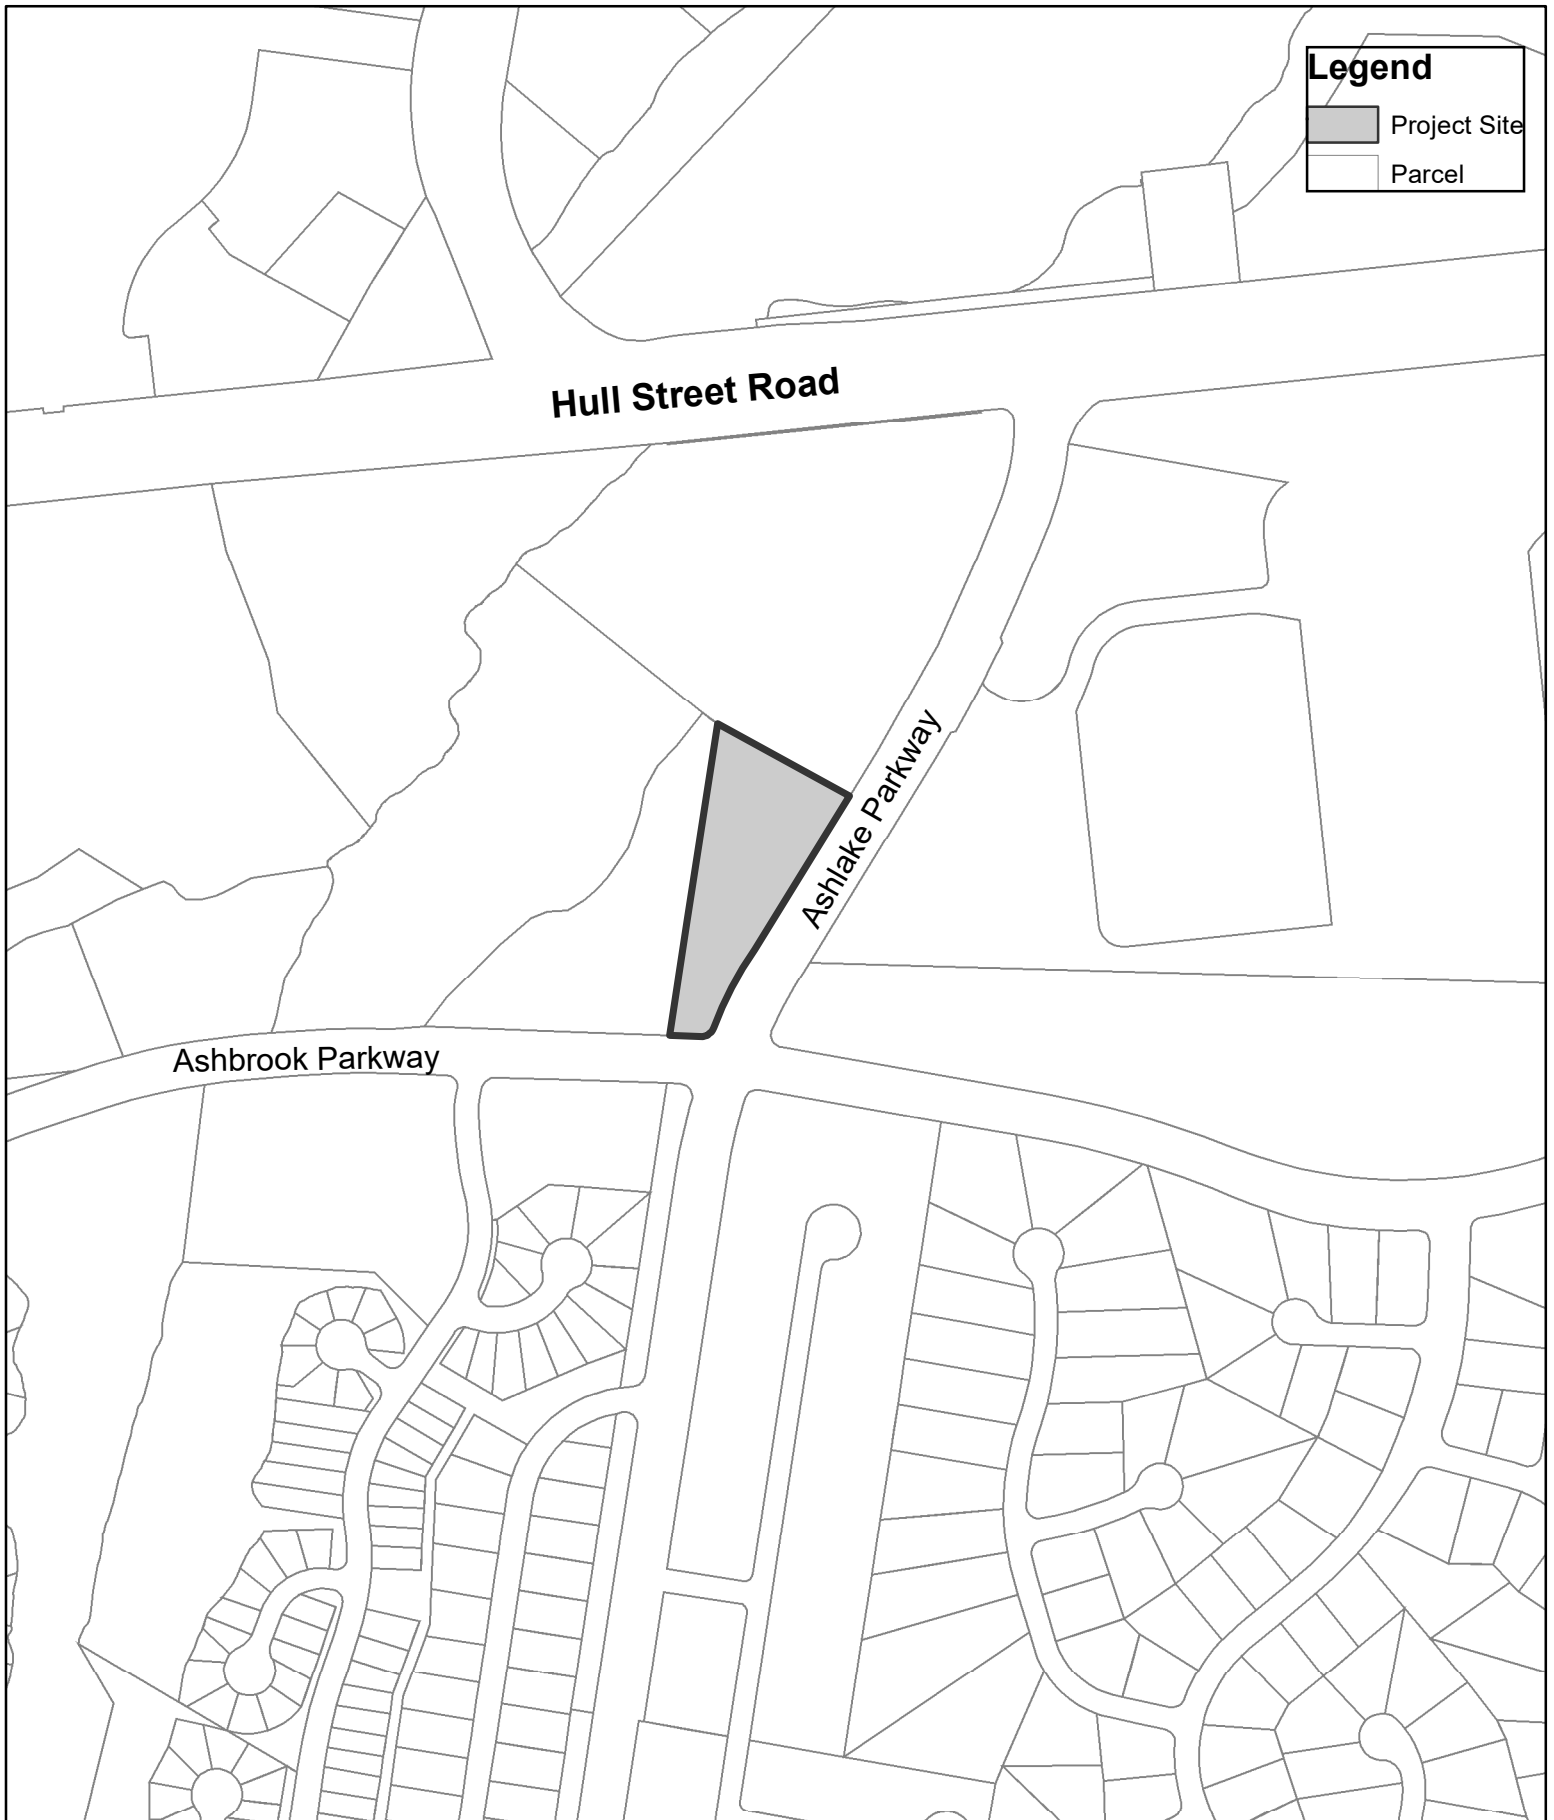 Legend
Project Site
Parcel
Hull Street Road
Ashlake Parkway
Ashbrook Parkway